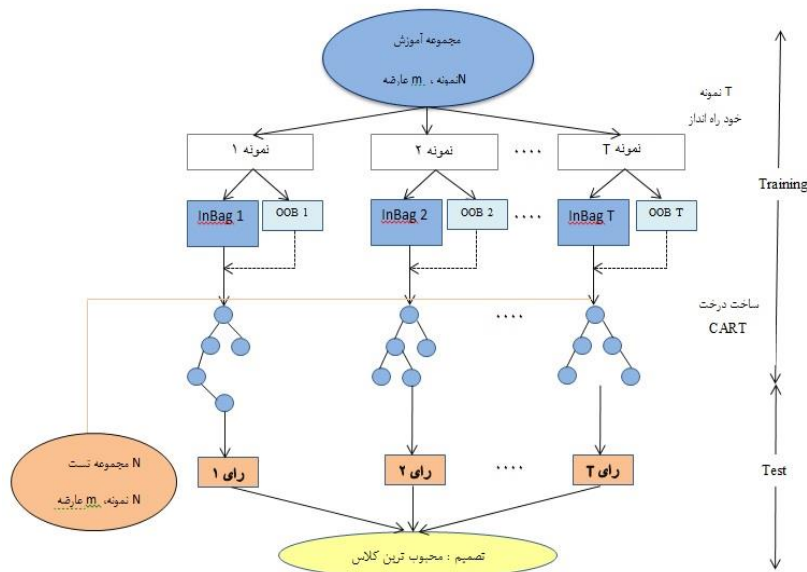 مجموعه آموزش
Nنمونه ، m عارضه
T نمونه
خود راه انداز
نمونه ۱
نمونه ۲
....
نمونه T
Training
InBag 1
OOB 1
InBag 2
OOB 2
....
InBag T
OOB T
ساخت درخت
CART
....
N مجموعه تست
N نمونه، m عارضه
رای ۱
رای ۲
....
رای T
Test
تصمیم : محبوب ترین کلاس